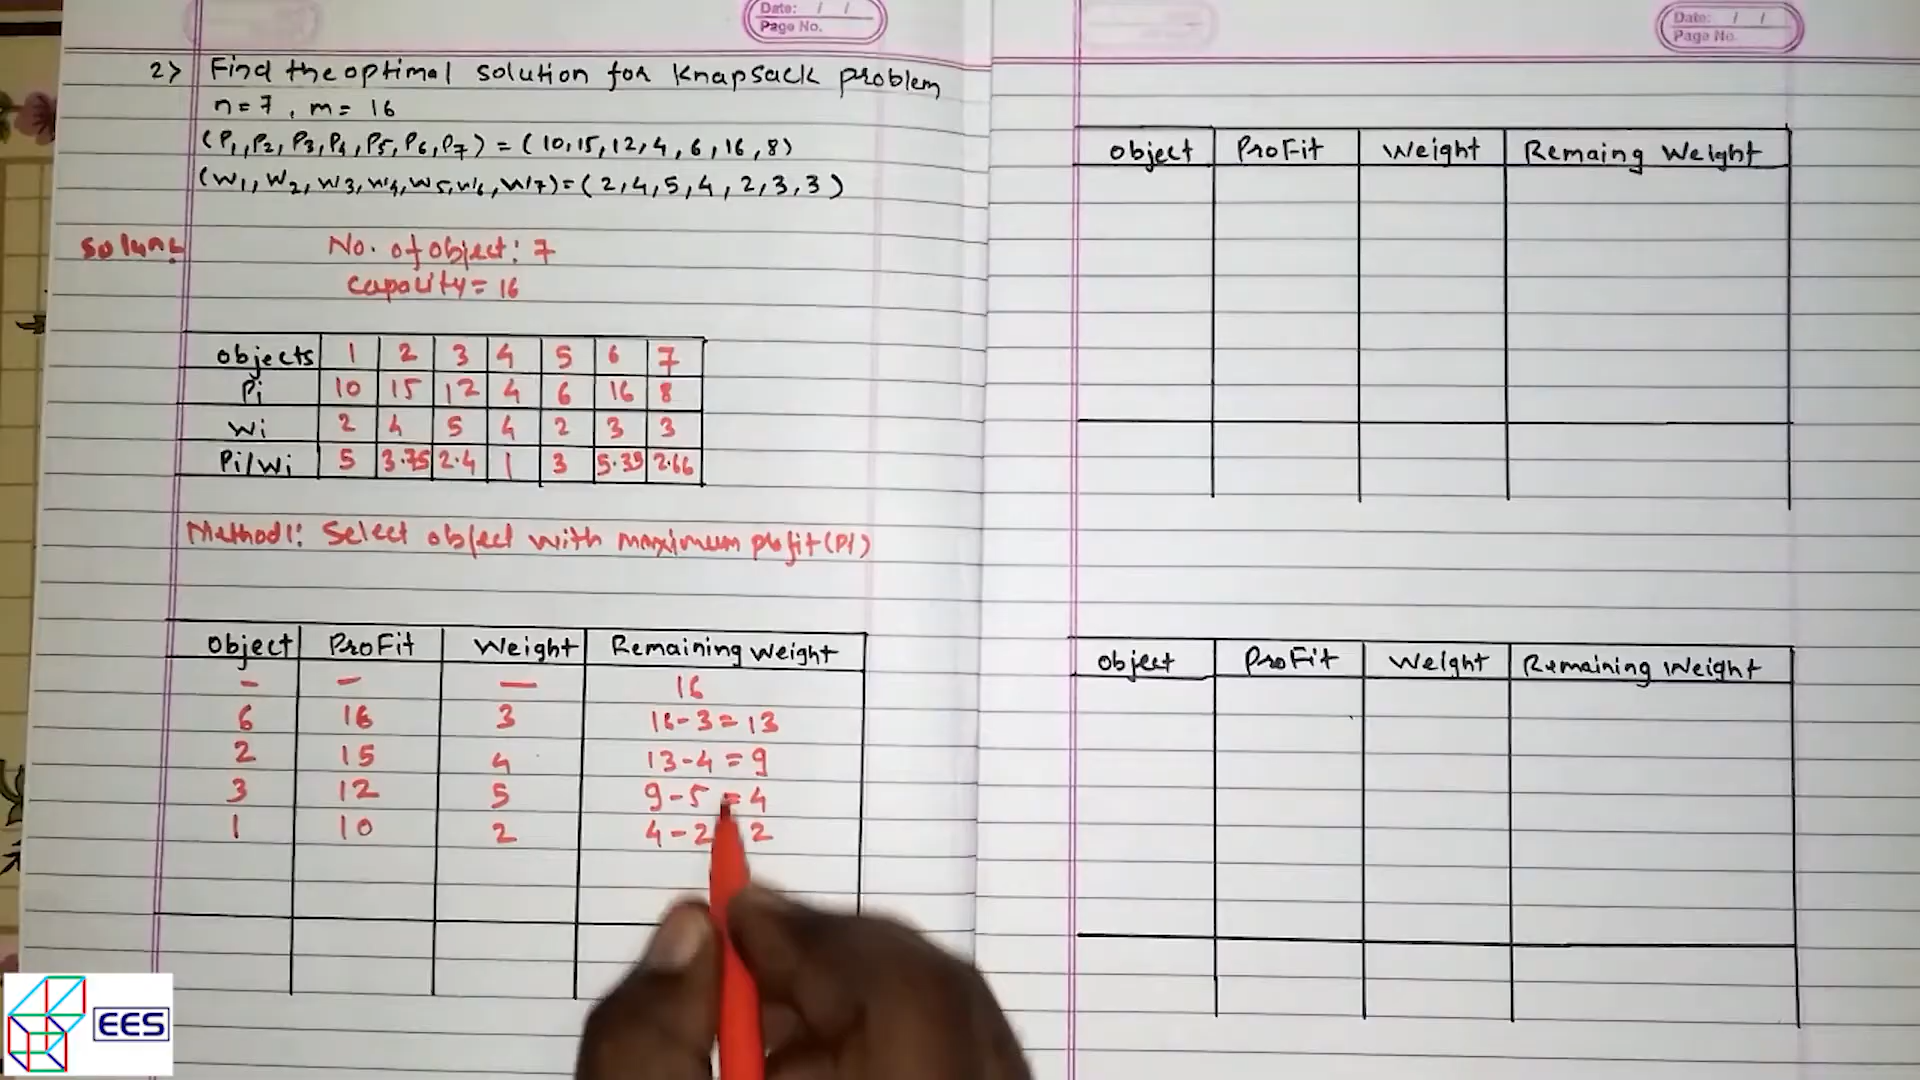 Date: / /
Page No.
Date: / /
Page No.
2> Find the optimal solution for knapsack problem
n=7, m= 16
(P1,P2,P3,P4,P5,P6,P7) = (10,15,12,4,6,16,8)
(W1,W2,W3,W4,W5,W6,W7)=(2,4,5,4,2,3,3)
Solun:
No. of object: 7
capacity= 16
objects 1 2 3 4 5 6 7
Pi 10 15 12 4 6 16 8
Wi 2 4 5 4 2 3 3
Pi/Wi 5 3.75 2.4 1 3 5.33 2.66
Method1: Select object with maximum profit(Pi)
Object ProFit Weight Remaining Weight
- - - 16
6 16 3 16-3=13
2 15 4 13-4=9
3 12 5 9-5=4
1 10 2 4-2 2
Object ProFit Weight Remaing Weight
Object ProFit Weight Remaining Weight
EES